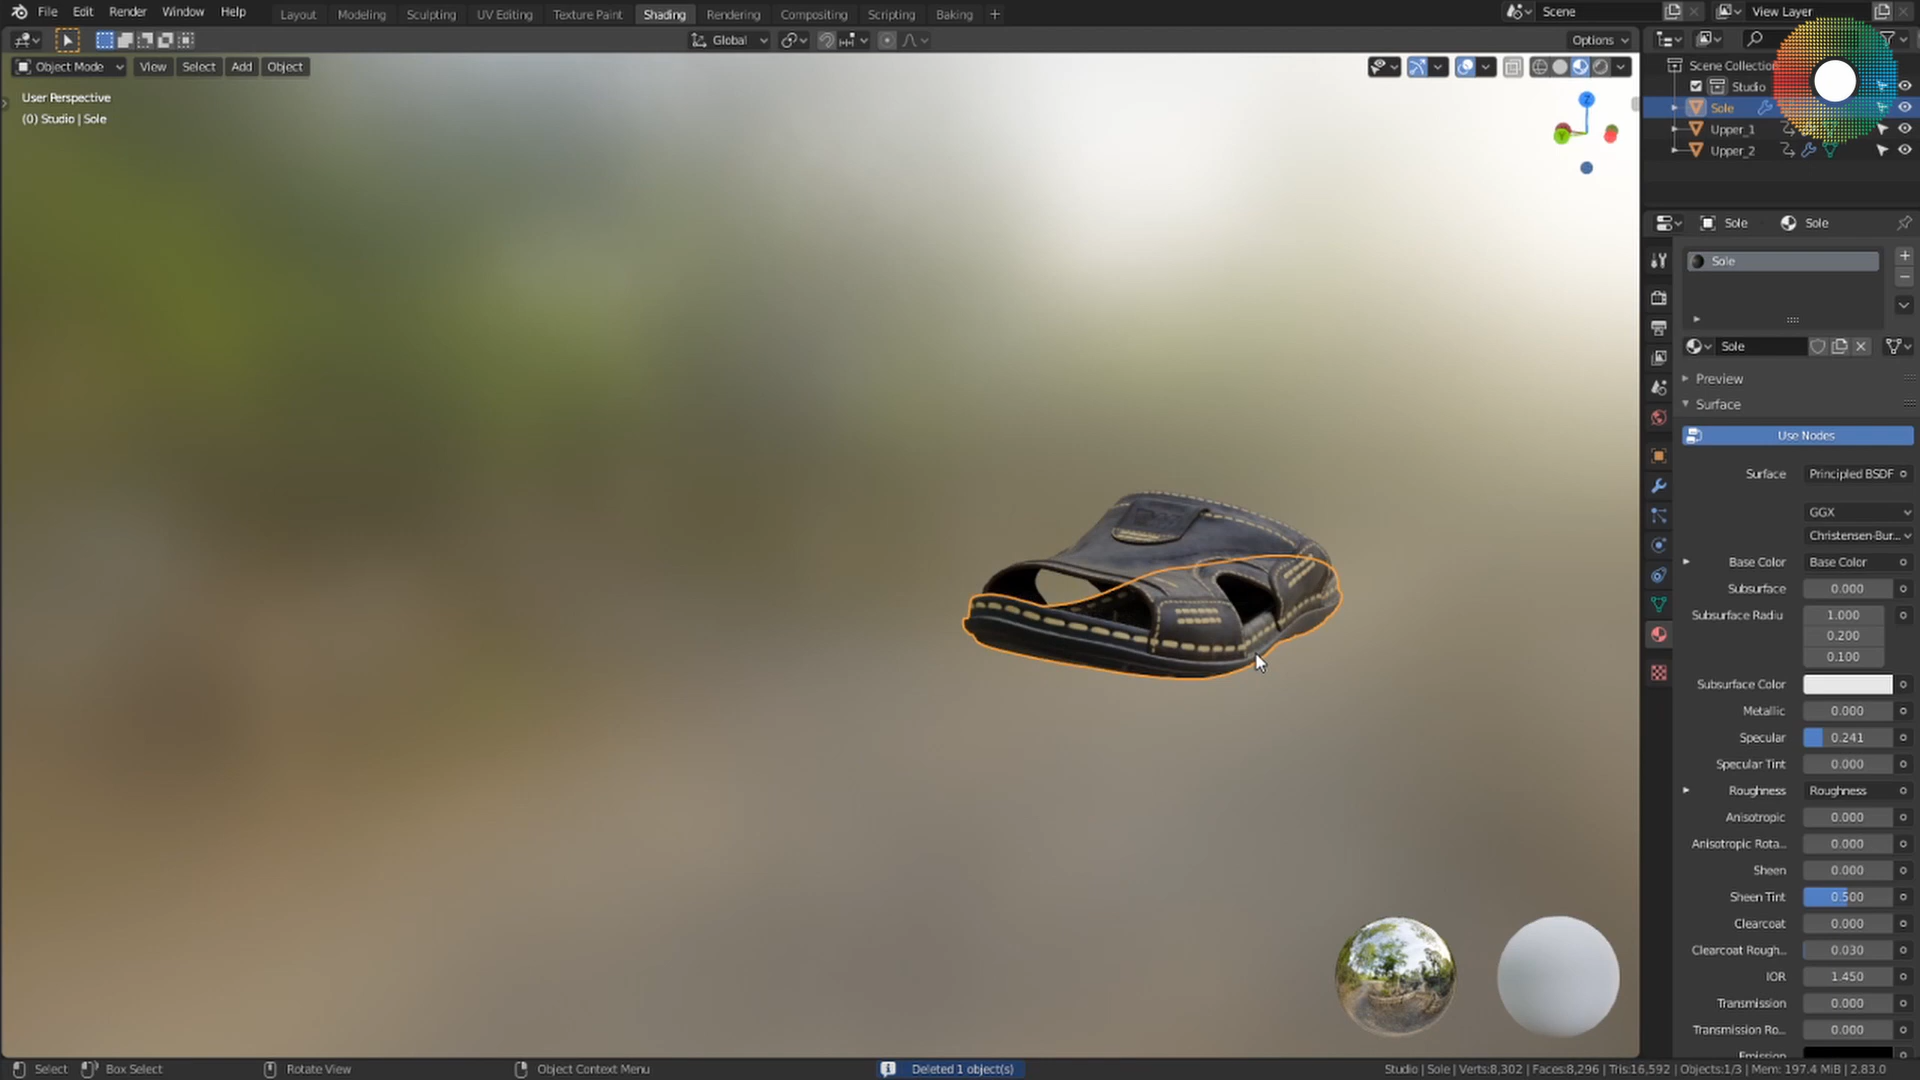 File Edit Render Window Help Layout Modeling Sculpting UV Editing Texture Paint Shading Rendering Compositing Scripting Baking + Scene View Layer
Global Options
Object Mode View Select Add Object
User Perspective
(0) Studio | Sole
Z
Y
Scene Collection
Studio
Sole
Upper_1
Upper_2
Sole Sole
Sole
Sole
Preview
Surface
Use Nodes
Surface Principled BSDF
GGX
Christensen-Bur...
Base Color Base Color
Subsurface 0.000
Subsurface Radiu 1.000
0.200
0.100
Subsurface Color
Metallic 0.000
Specular 0.241
Specular Tint 0.000
Roughness Roughness
Anisotropic 0.000
Anisotropic Rota... 0.000
Sheen 0.000
Sheen Tint 0.500
Clearcoat 0.000
Clearcoat Rough... 0.030
IOR 1.450
Transmission 0.000
Transmission Ro... 0.000
Emission
Select Box Select Rotate View Object Context Menu Deleted 1 object(s) Studio | Sole | Verts:8,302 | Faces:8,296 | Tris:16,592 | Objects:1/3 | Mem: 197.4 MiB | 2.83.0